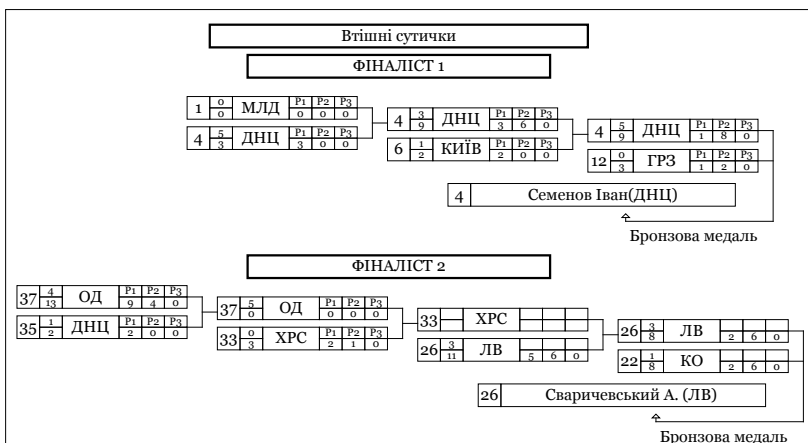 Втішні сутички
ФІНАЛІСТ 1
1 0 0 МЛД P1 P2 P3 0 0 0
4 5 3 ДНЦ P1 P2 P3 3 0 0
4 3 9 ДНЦ P1 P2 P3 3 6 0
6 1 2 КИЇВ P1 P2 P3 2 0 0
4 5 9 ДНЦ P1 P2 P3 1 8 0
12 0 3 ГРЗ P1 P2 P3 1 2 0
4 Семенов Іван(ДНЦ)
Бронзова медаль
ФІНАЛІСТ 2
37 4 13 ОД P1 P2 P3 9 4 0
35 1 2 ДНЦ P1 P2 P3 2 0 0
37 5 0 ОД P1 P2 P3 0 0 0
33 0 3 ХРС P1 P2 P3 2 1 0
33 ХРС
26 3 11 ЛВ 5 6 0
26 3 8 ЛВ 2 6 0
22 1 8 КО 2 6 0
26 Сваричевський А. (ЛВ)
Бронзова медаль